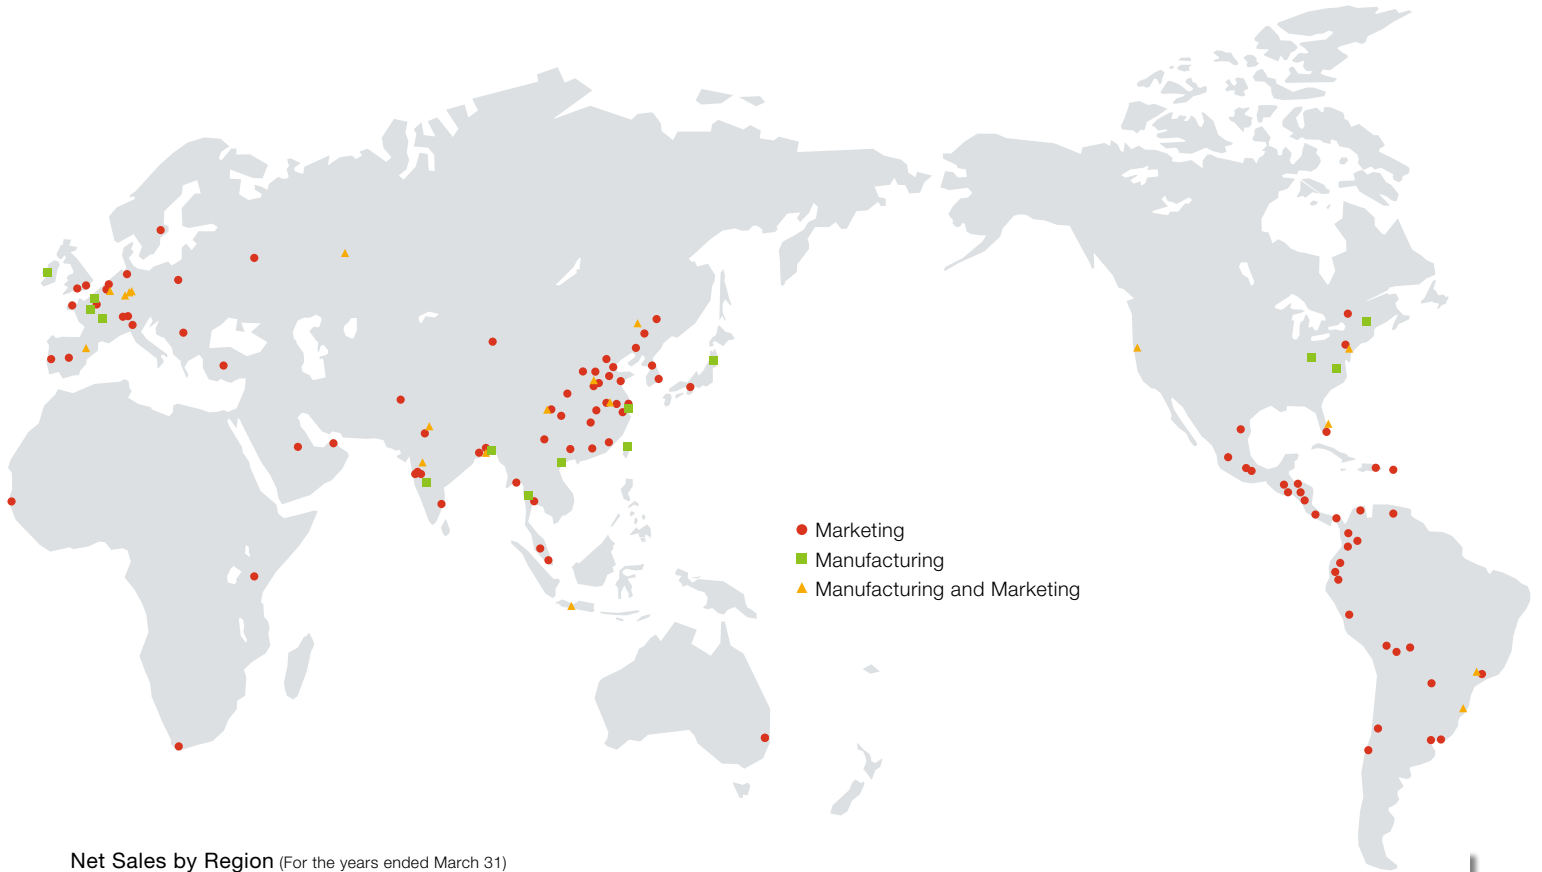 Marketing
Manufacturing
Manufacturing and Marketing
Net Sales by Region (For the years ended March 31)